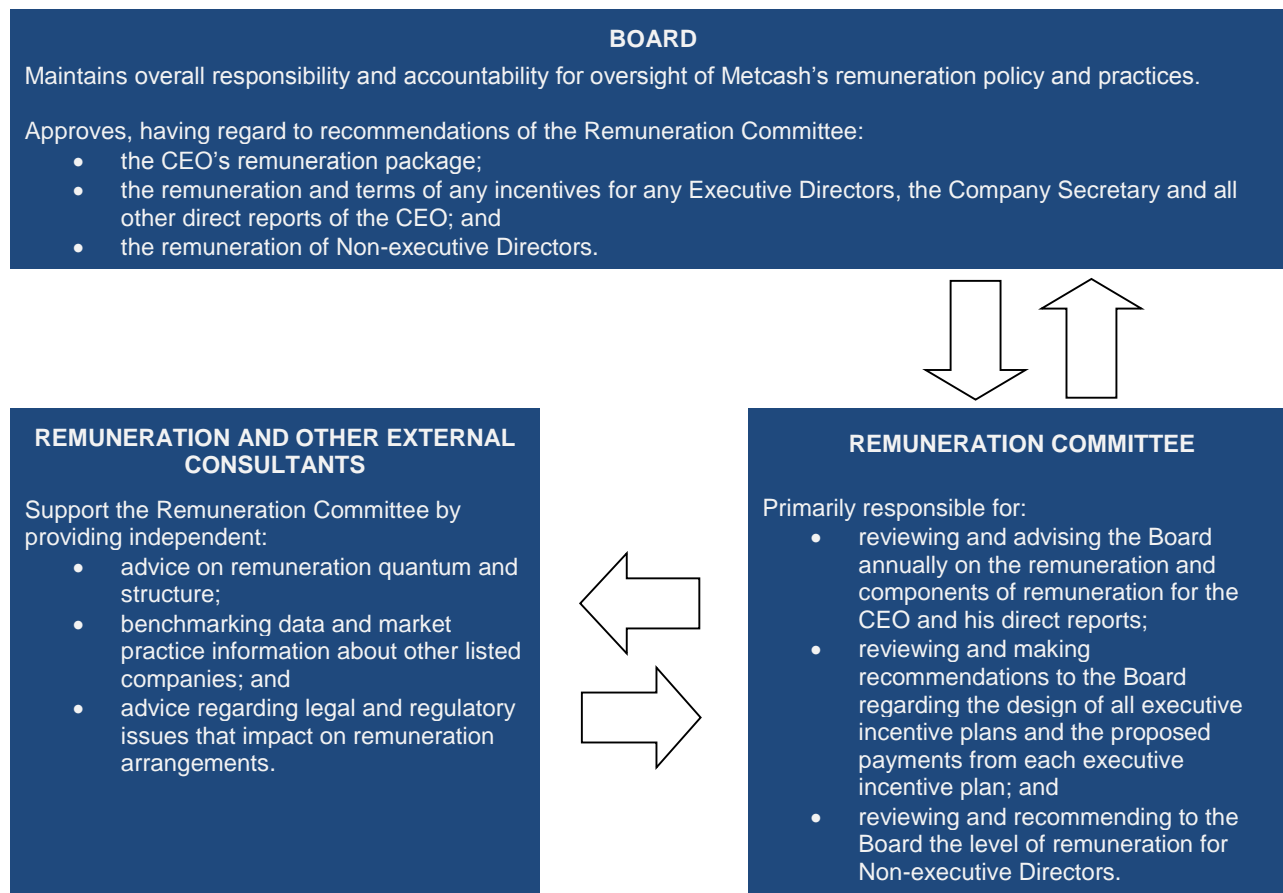 BOARD
Maintains overall responsibility and accountability for oversight of Metcash's remuneration policy and practices.
Approves, having regard to recommendations of the Remuneration Committee:
• the CEO's remuneration package;
• the remuneration and terms of any incentives for any Executive Directors, the Company Secretary and all
other direct reports of the CEO; and
• the remuneration of Non-executive Directors.
REMUNERATION AND OTHER EXTERNAL
CONSULTANTS
Support the Remuneration Committee by
providing independent:
• advice on remuneration quantum and
structure;
• benchmarking data and market
practice information about other listed
companies; and
• advice regarding legal and regulatory
issues that impact on remuneration
arrangements.
REMUNERATION COMMITTEE
Primarily responsible for:
• reviewing and advising the Board
annually on the remuneration and
components of remuneration for the
CEO and his direct reports;
• reviewing and making
recommendations to the Board
regarding the design of all executive
incentive plans and the proposed
payments from each executive
incentive plan; and
• reviewing and recommending to the
Board the level of remuneration for
Non-executive Directors.